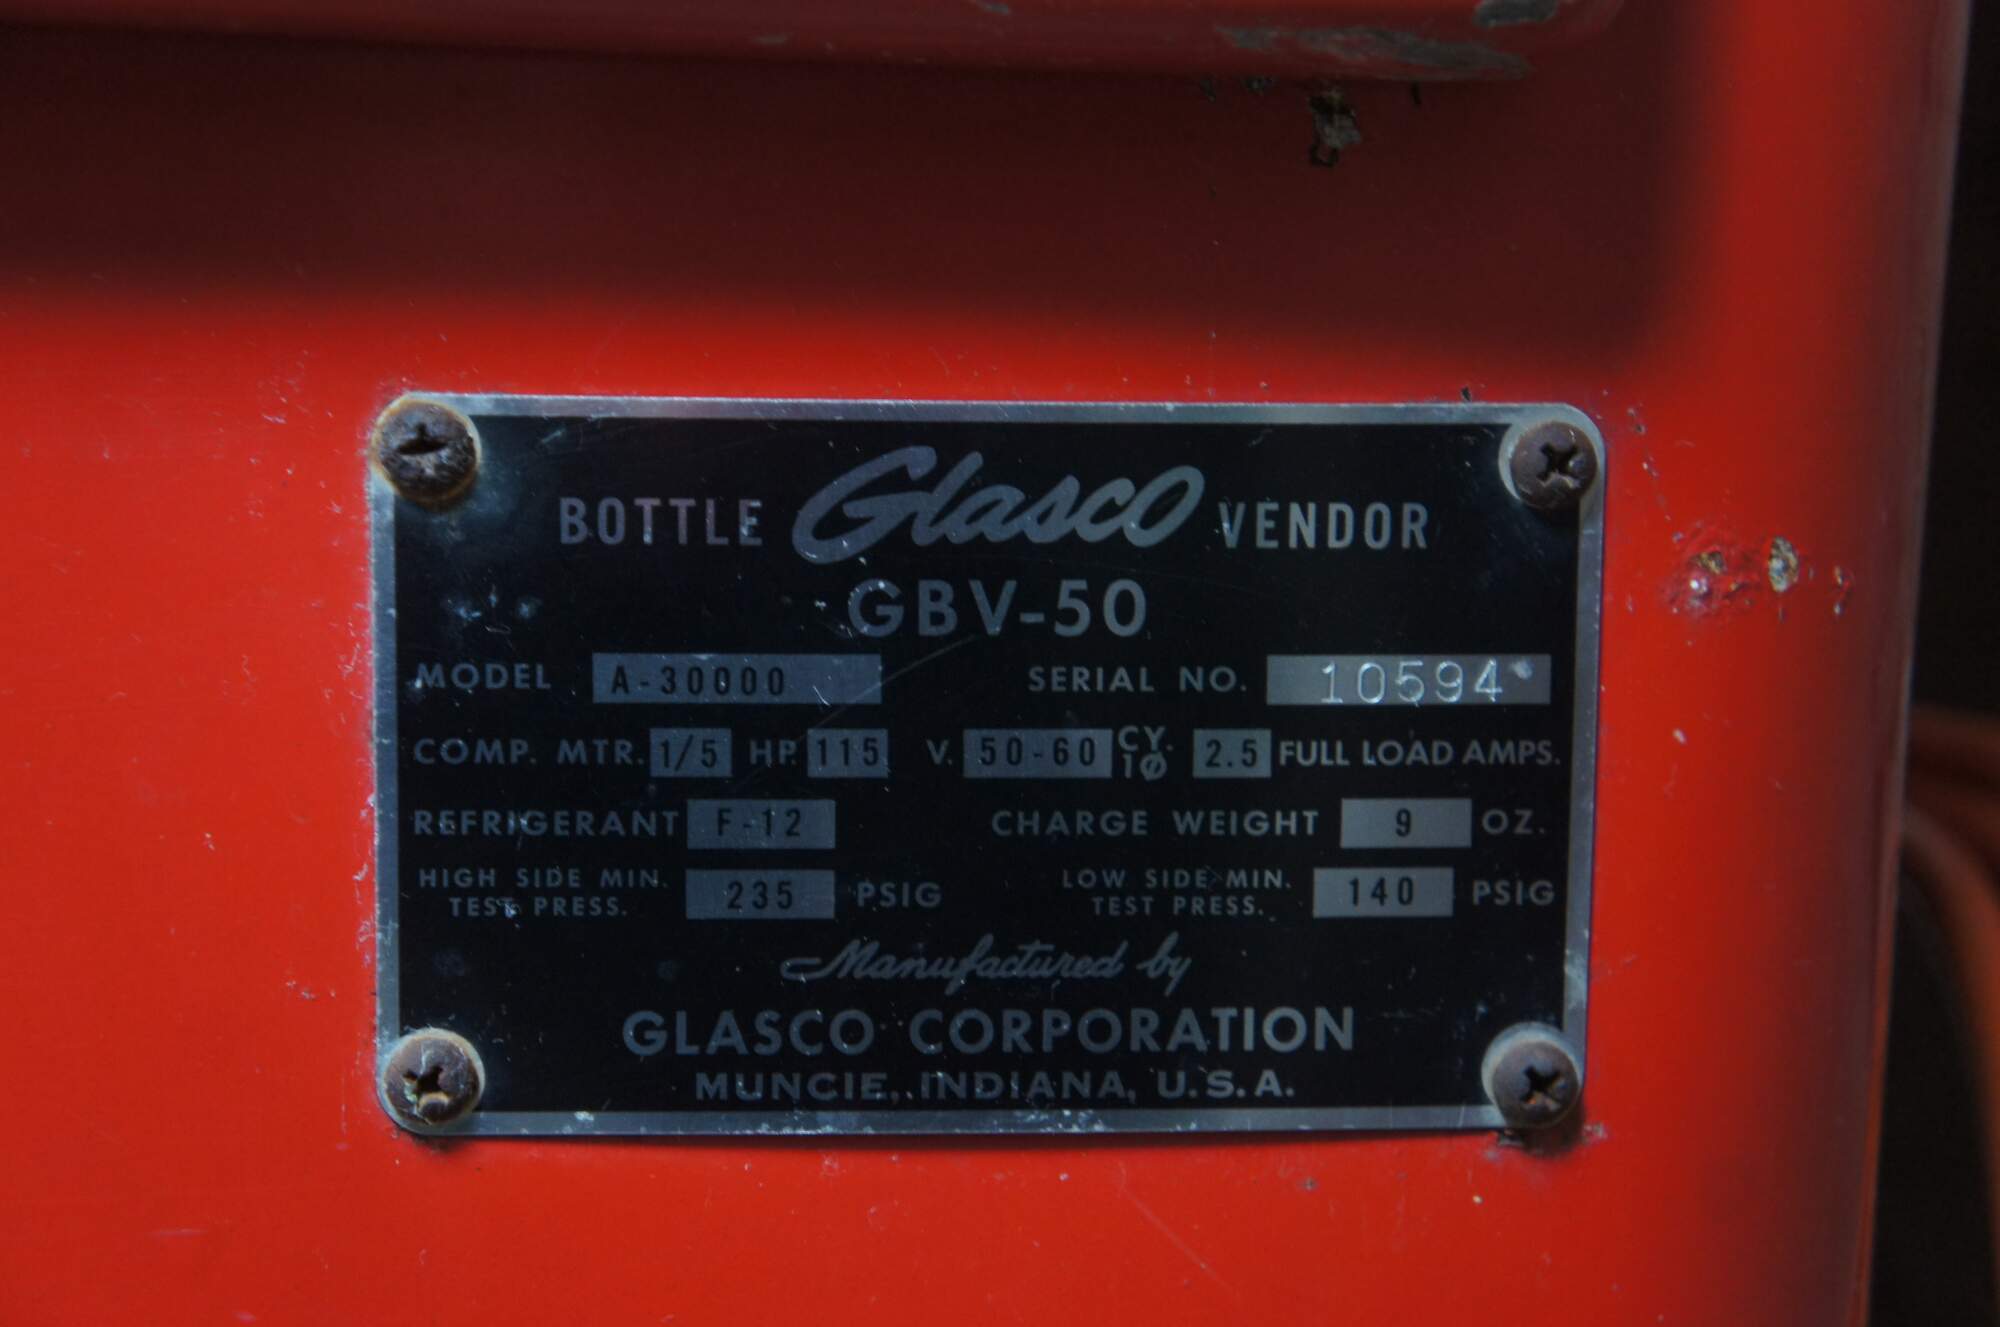 BOTTLE Glasco VENDOR
GBV-50
MODEL A-30000 SERIAL NO. 10594
COMP. MTR. 1/5 HP. 115 V. 50-60 CY. 1Ø 2.5 FULL LOAD AMPS.
REFRIGERANT F-12 CHARGE WEIGHT 9 OZ.
HIGH SIDE MIN. TEST PRESS. 235 PSIG LOW SIDE MIN. TEST PRESS. 140 PSIG
Manufactured by
GLASCO CORPORATION
MUNCIE, INDIANA, U.S.A.